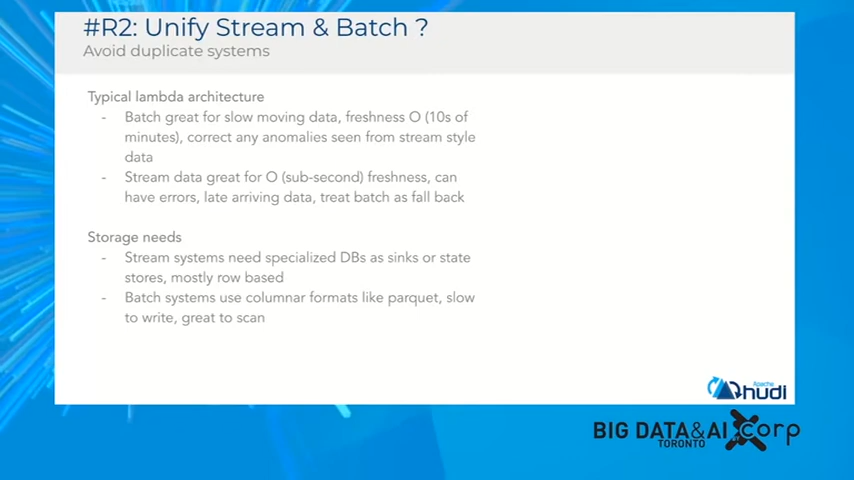 #R2: Unify Stream & Batch ?
Avoid duplicate systems
Typical lambda architecture
- Batch great for slow moving data, freshness O (10s of
minutes), correct any anomalies seen from stream style
data
- Stream data great for O (sub-second) freshness, can
have errors, late arriving data, treat batch as fall back
Storage needs
- Stream systems need specialized DBs as sinks or state
stores, mostly row based
- Batch systems use columnar formats like parquet, slow
to write, great to scan
Apache
hudi
BIG DATA&AI
TORONTO
corp